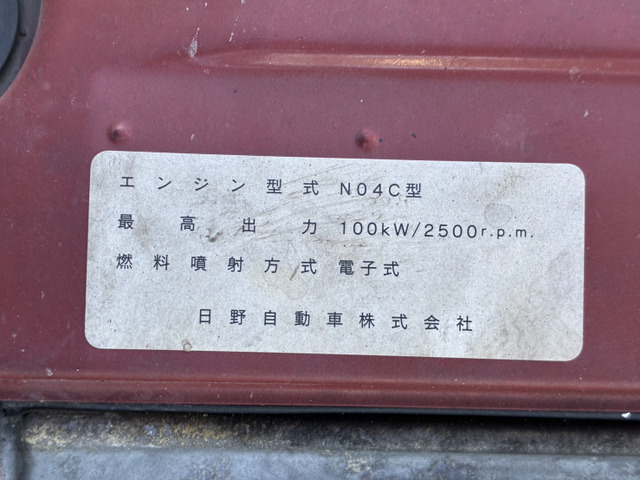 エンジン型式 N04C型
最高出力 100kW/2500r.p.m.
燃料噴射方式 電子式
日野自動車株式会社